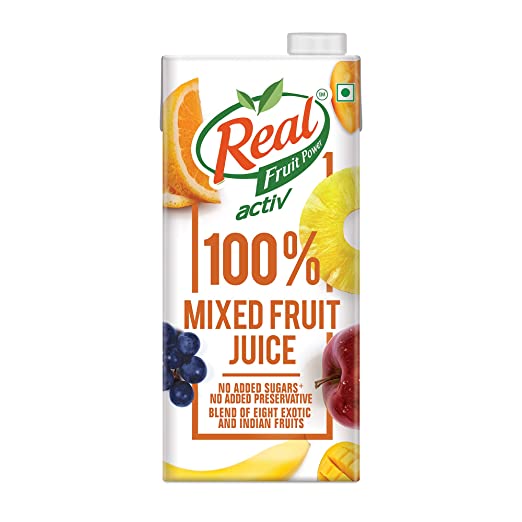 Real
Fruit Power
activ
100%
MIXED FRUIT
JUICE
NO ADDED SUGARS+
NO ADDED PRESERVATIVE
BLEND OF EIGHT EXOTIC
AND INDIAN FRUITS